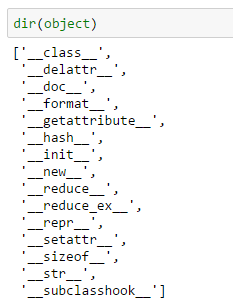 dir(object)
['__class__',
'__delattr__',
'__doc__',
'__format__',
'__getattribute__',
'__hash__',
'__init__',
'__new__',
'__reduce__',
'__reduce_ex__',
'__repr__',
'__setattr__',
'__sizeof__',
'__str__',
'__subclasshook__']